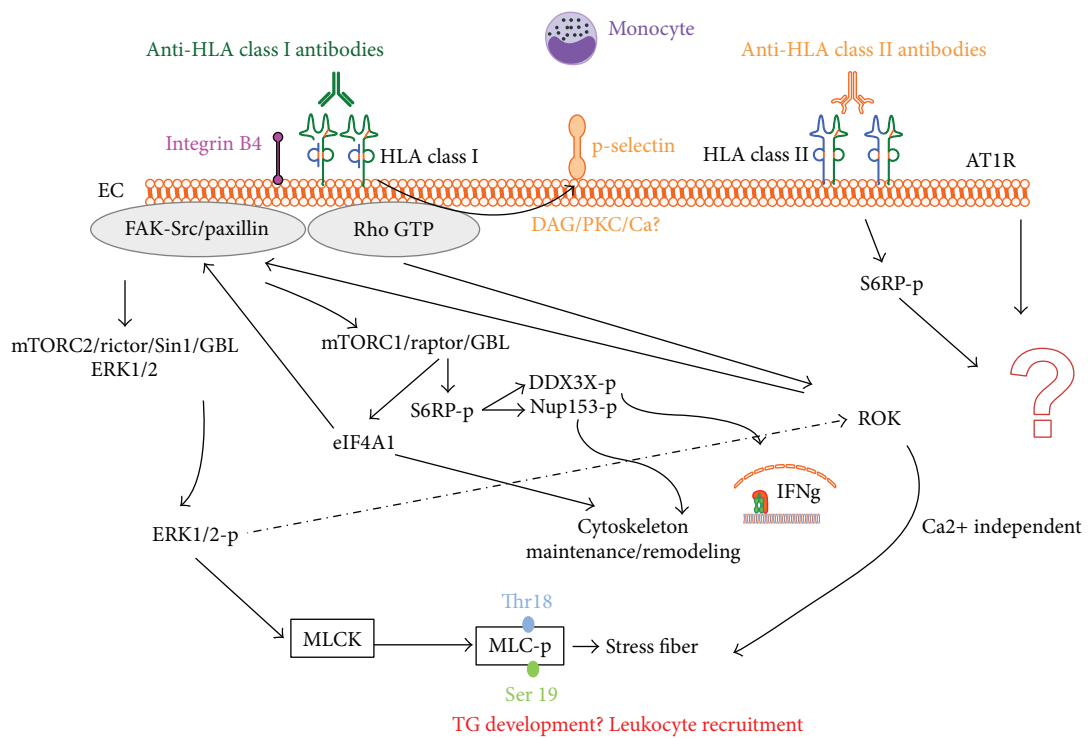 Monocyte
Anti-HLA class I antibodies
Anti-HLA class II antibodies
Integrin B4
HLA class I
p-selectin
HLA class II
AT1R
EC
FAK-Src/paxillin
Rho GTP
DAG/PKC/Ca?
S6RP-p
mTORC2/rictor/Sin1/GBL
ERK1/2
mTORC1/raptor/GBL
?
S6RP-p
DDX3X-p
Nup153-p
eIF4A1
ROK
IFNg
ERK1/2-p
Cytoskeleton
maintenance/remodeling
Ca2+ independent
Thr18
MLCK
MLC-p
Stress fiber
Ser 19
TG development? Leukocyte recruitment